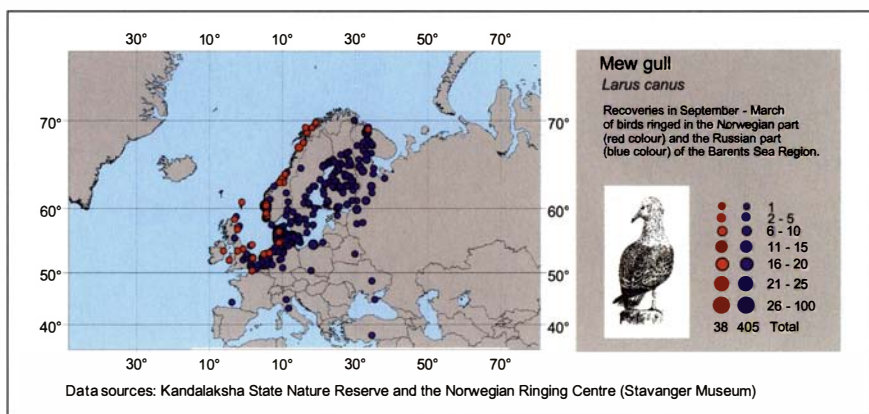 30° 10° 10° 30° 50° 70°
70° 70°
60° 60°
50° 50°
40° 40°
30° 10° 10° 30° 50° 70°
Mew gull
Larus canus
Recoveries in September - March
of birds ringed in the Norwegian part
(red colour) and the Russian part
(blue colour) of the Barents Sea Region.
1
2 - 5
6 - 10
11 - 15
16 - 20
21 - 25
26 - 100
38 405 Total
Data sources: Kandalaksha State Nature Reserve and the Norwegian Ringing Centre (Stavanger Museum)